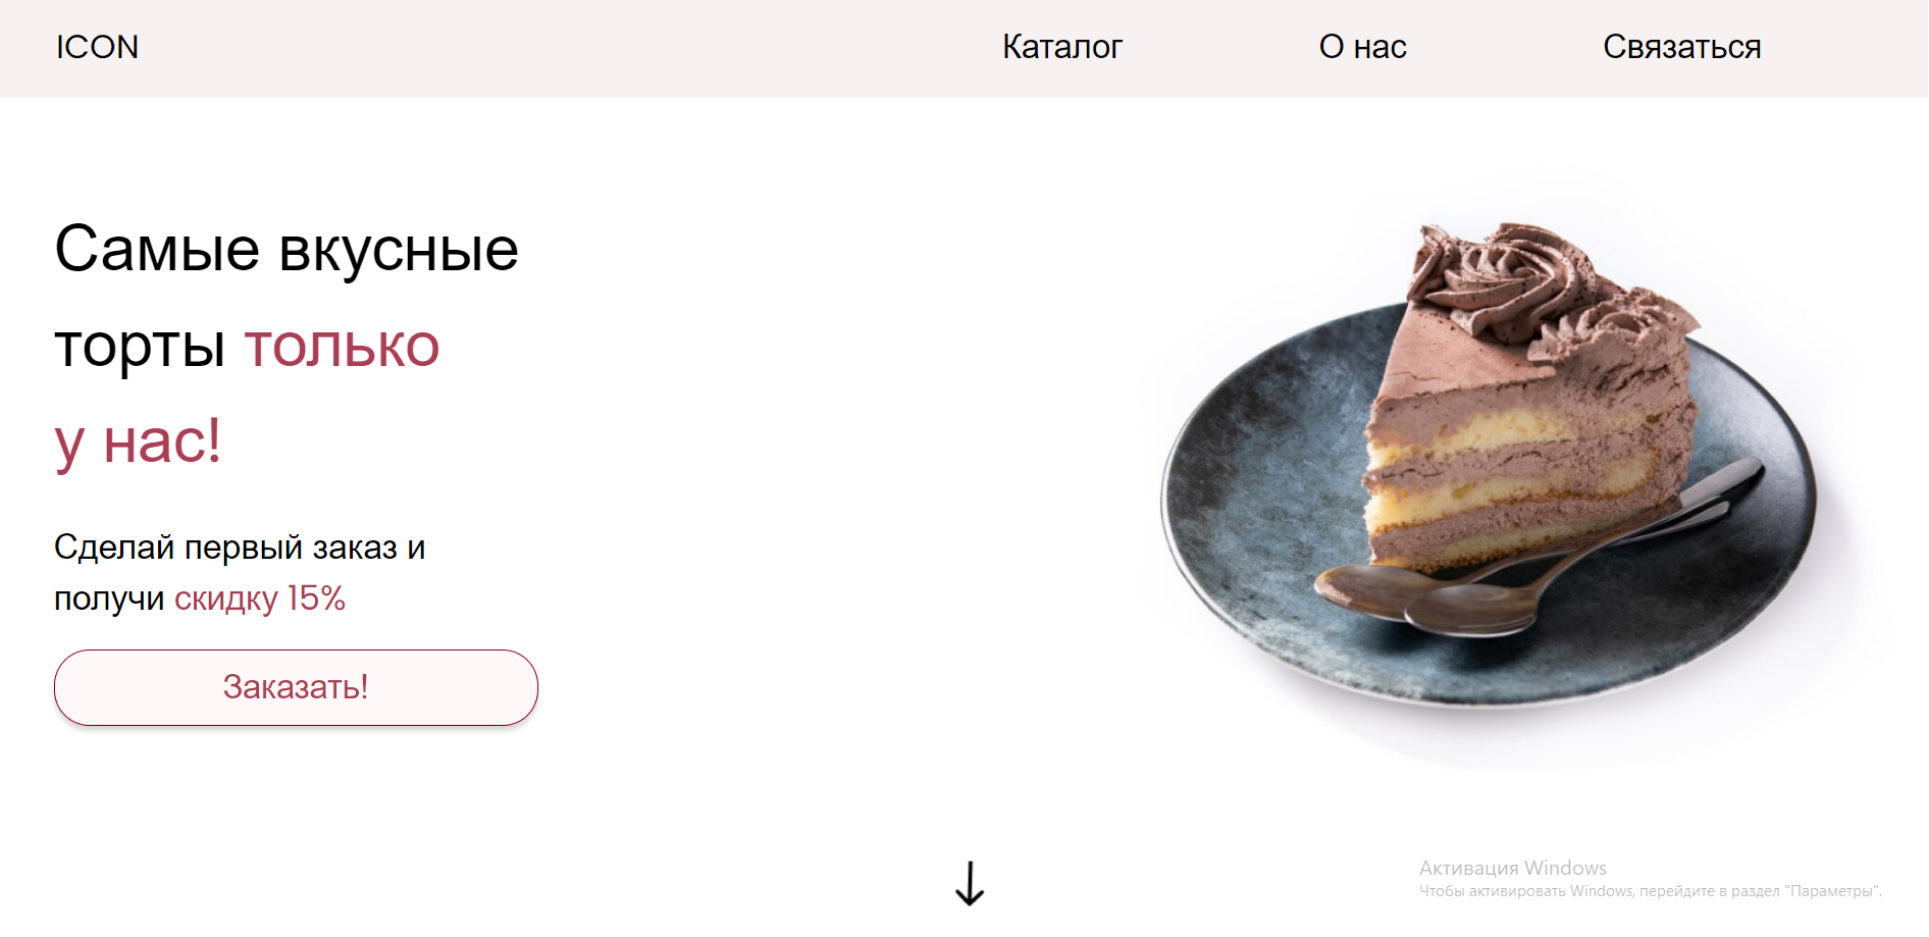 ICON
Каталог
О нас
Связаться
Самые вкусные
торты только
у нас!
Сделай первый заказ и
получи скидку 15%
Заказать!
Активация Windows
Чтобы активировать Windows, перейдите в раздел "Параметры".